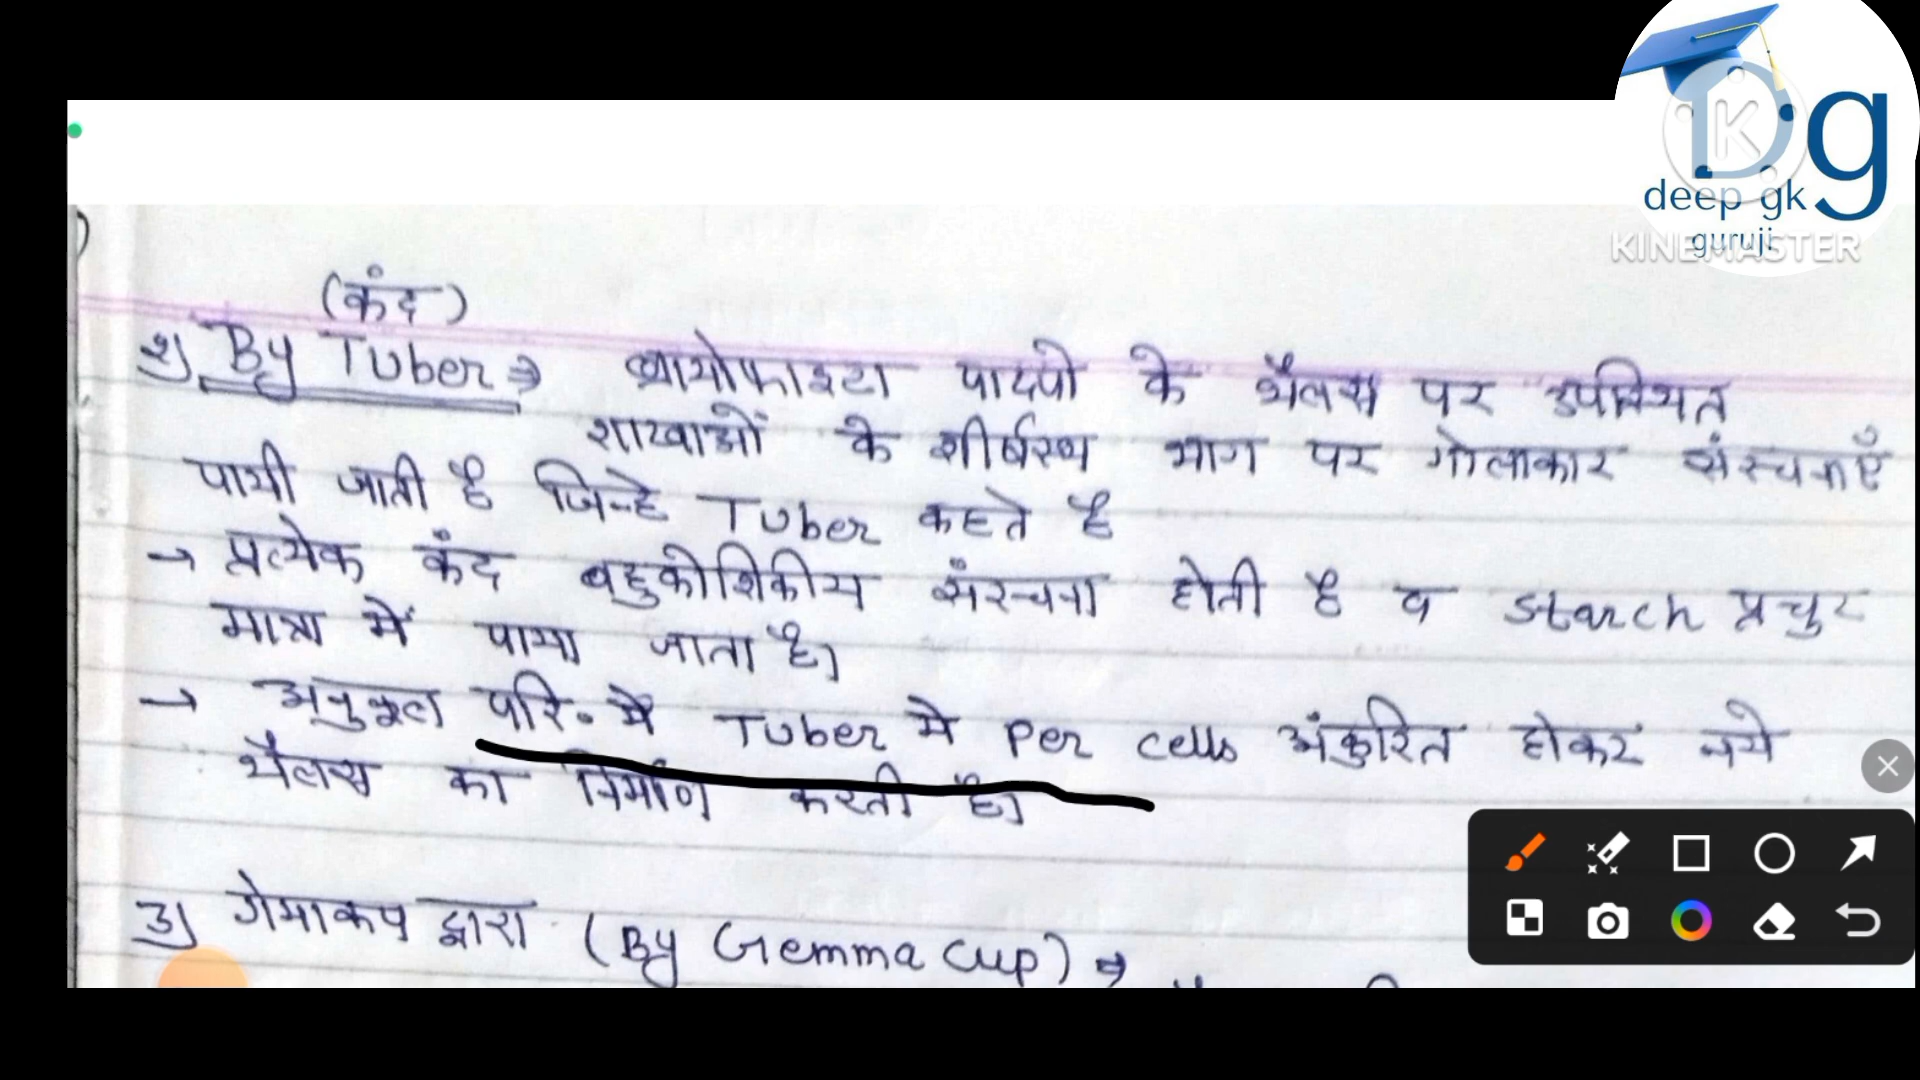 Dg
deep gk
guruji
KINEMASTER
(कंद)
2) By Tuber ⇒ ब्रायोफाइटा पादपो के थैलस पर उपस्थित
शाखाओं के शीर्षस्थ भाग पर गोलाकार संरचनाएँ
पायी जाती है जिन्हे Tuber कहते है
→ प्रत्येक कंद बहुकोशिकीय संरचना होती है व starch प्रचुर
मात्रा में पाया जाता है।
→ अनुकूल परि. मे Tuber मे per cells अंकुरित होकर नये
थैलस का निर्माण करती है।
3) गेमाकप द्वारा (By Gemma cup) ⇒